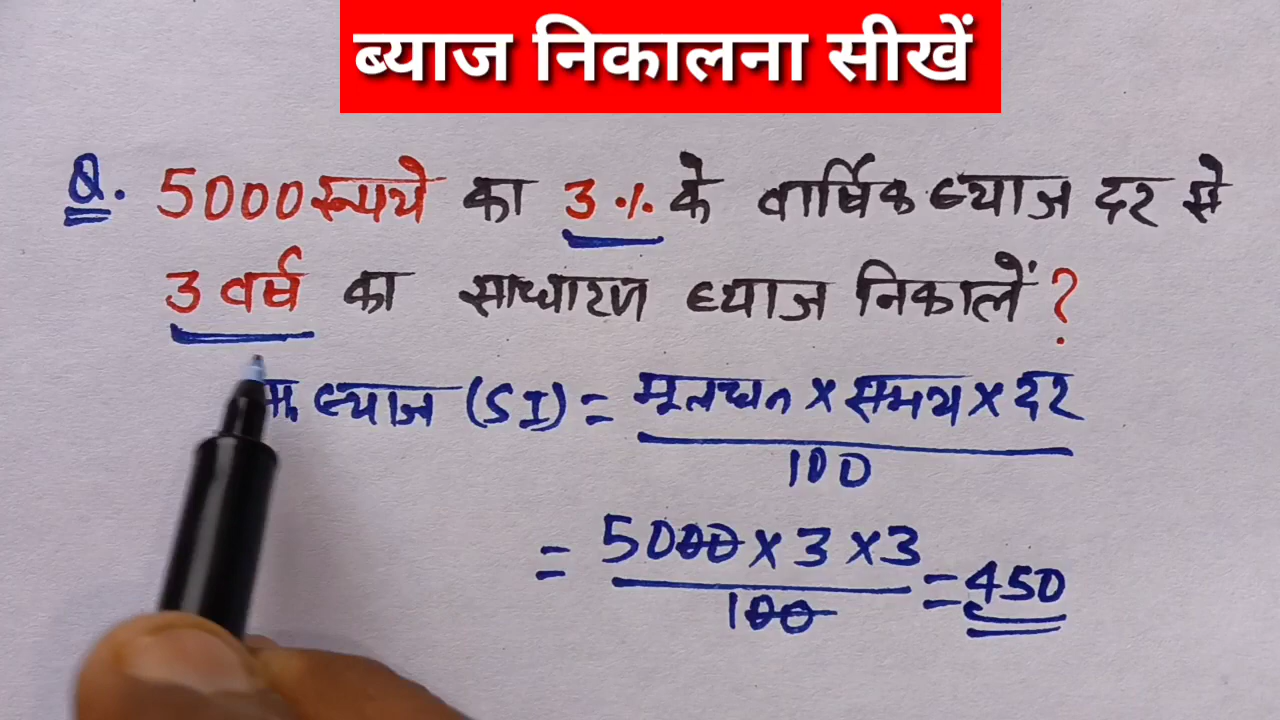 ब्याज निकालना सीखें
Q. 5000 रूपये का 3% के वार्षिक ब्याज दर से
3 वर्ष का साधारण ब्याज निकालें ?
ब्याज (SI) = मूलधन × समय × दर
100
= 5000 × 3 × 3 = 450
100